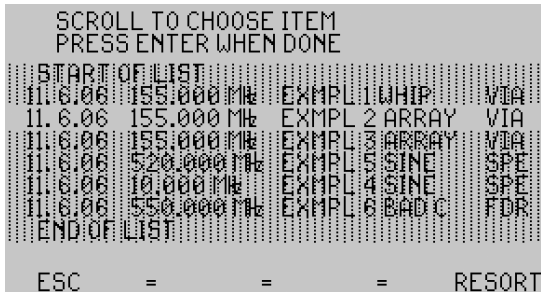 SCROLL TO CHOOSE ITEM
PRESS ENTER WHEN DONE
START OF LIST
11.6.06 155.000 MHz EXMPL 1 WHIP VIA
11.6.06 155.000 MHz EXMPL 2 ARRAY VIA
11.6.06 155.000 MHz EXMPL 3 ARRAY VIA
11.6.06 520.000 MHz EXMPL 5 SINE SPE
11.6.06 10.000 MHz EXMPL 4 SINE SPE
11.6.06 550.000 MHz EXMPL 6 BAD C FDR
END OF LIST
ESC = = = RESORT